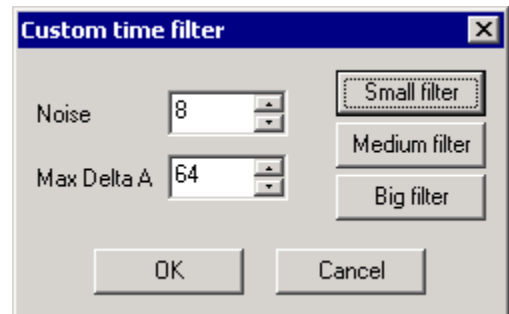 Custom time filter
Noise 8
Small filter
Medium filter
Max Delta A 64
Big filter
OK Cancel